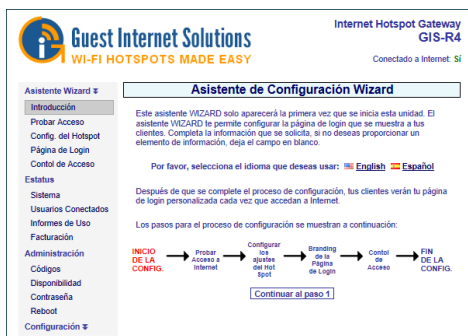 Guest
Internet Solutions
WI-FI HOTSPOTS MADE EASY
Internet Hotspot Gateway
GIS-R4
Conectado a Internet: Sí
Asistente Wizard
Introducción
Probar Acceso
Config. del Hotspot
Página de Login
Contol de Acceso
Estatus
Sistema
Usuarios Conectados
Informes de Uso
Facturación
Administración
Códigos
Disponibilidad
Contraseña
Reboot
Configuración
Asistente de Configuración Wizard
Este asistente WIZARD solo aparecerá la primera vez que se inicia esta unidad. El
asistente WIZARD te permite configurar la página de login que se muestra a tus
clientes. Completa la información que se solicita, si no deseas proporcionar un
elemento de información, deja el campo en blanco.
Por favor, selecciona el idioma que deseas usar: English Español
Después de que se complete el proceso de configuración, tus clientes verán tu página
de login personalizada cada vez que accedan a Internet.
Los pasos para el proceso de configuración se muestran a continuación:
INICIO
DE LA
CONFIG.
Probar
Acceso a
Internet
Configurar
los
ajustes
del Hot
Spot
Branding
de la
Página
de Login
Contol
de
Acceso
FIN
DE LA
CONFIG.
Continuar al paso 1